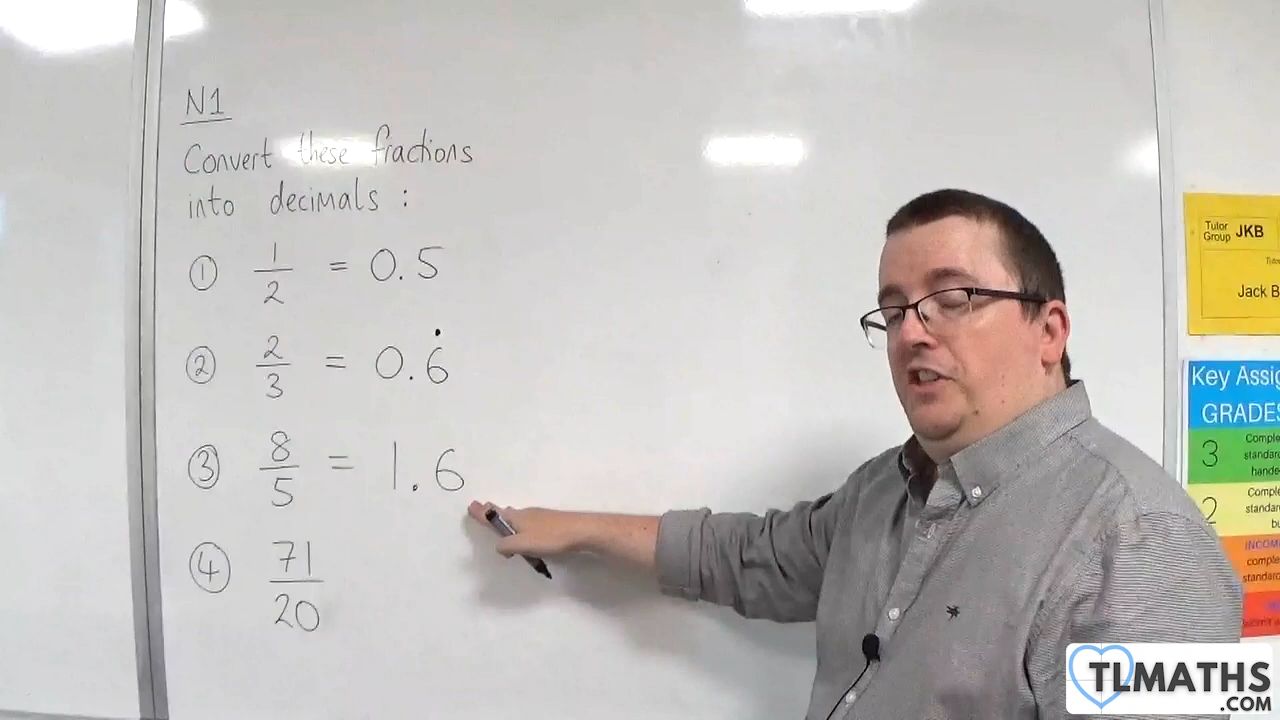 N1
Convert these fractions
into decimals :
① 1/2 = 0.5
② 2/3 = 0.6̇
③ 8/5 = 1.6
④ 71/20
Tutor
Group JKB
Jack B
Key Assig
GRADES
3
2
TLMATHS
.COM